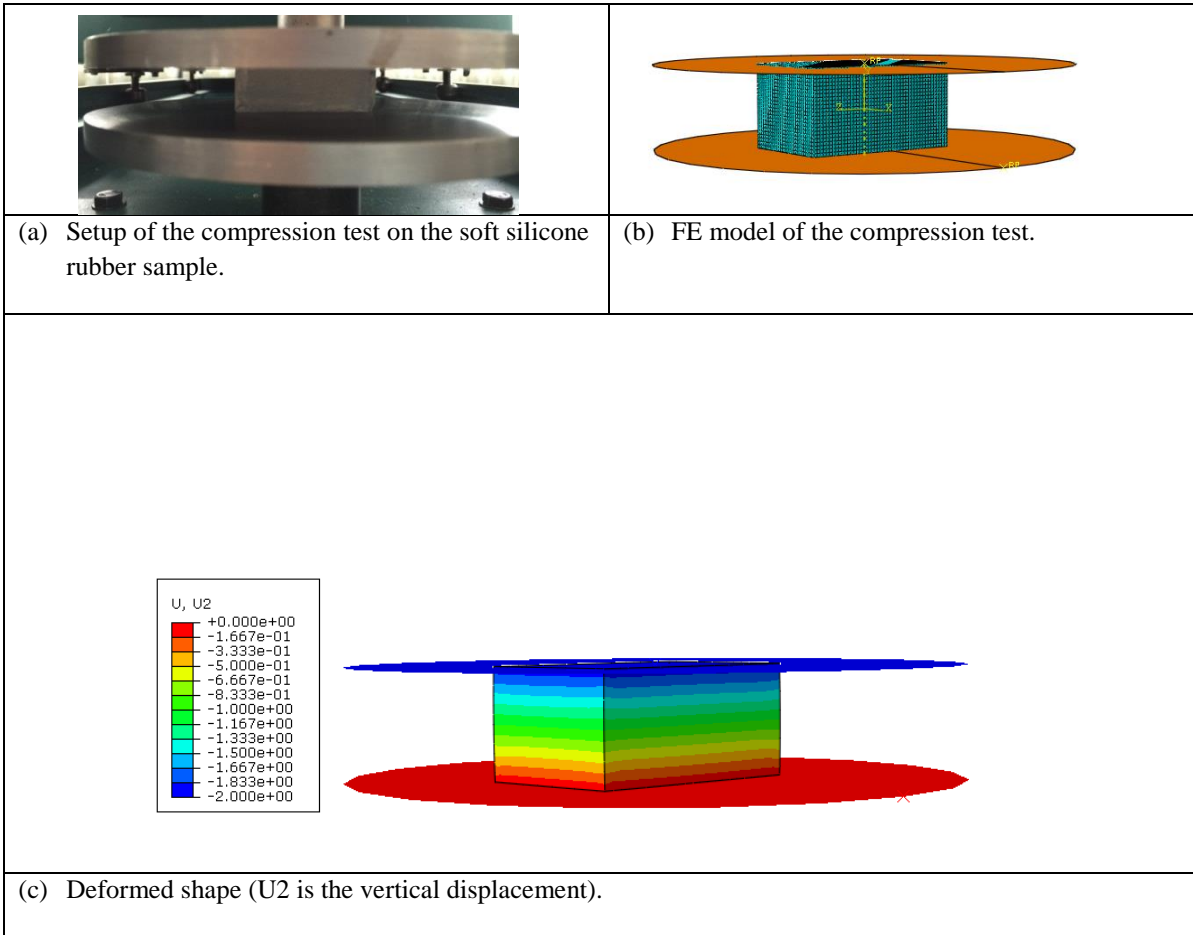 RP
Z X
RP
(a) Setup of the compression test on the soft silicone
rubber sample.
(b) FE model of the compression test.
U, U2
+0.000e+00
-1.667e-01
-3.333e-01
-5.000e-01
-6.667e-01
-8.333e-01
-1.000e+00
-1.167e+00
-1.333e+00
-1.500e+00
-1.667e+00
-1.833e+00
-2.000e+00
(c) Deformed shape (U2 is the vertical displacement).